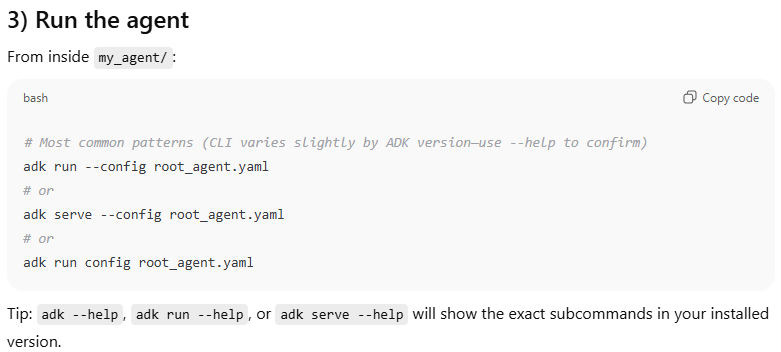 3) Run the agent
From inside my_agent/:
bash
Copy code
# Most common patterns (CLI varies slightly by ADK version—use --help to confirm)
adk run --config root_agent.yaml
# or
adk serve --config root_agent.yaml
# or
adk run config root_agent.yaml
Tip: adk --help, adk run --help, or adk serve --help will show the exact subcommands in your installed
version.